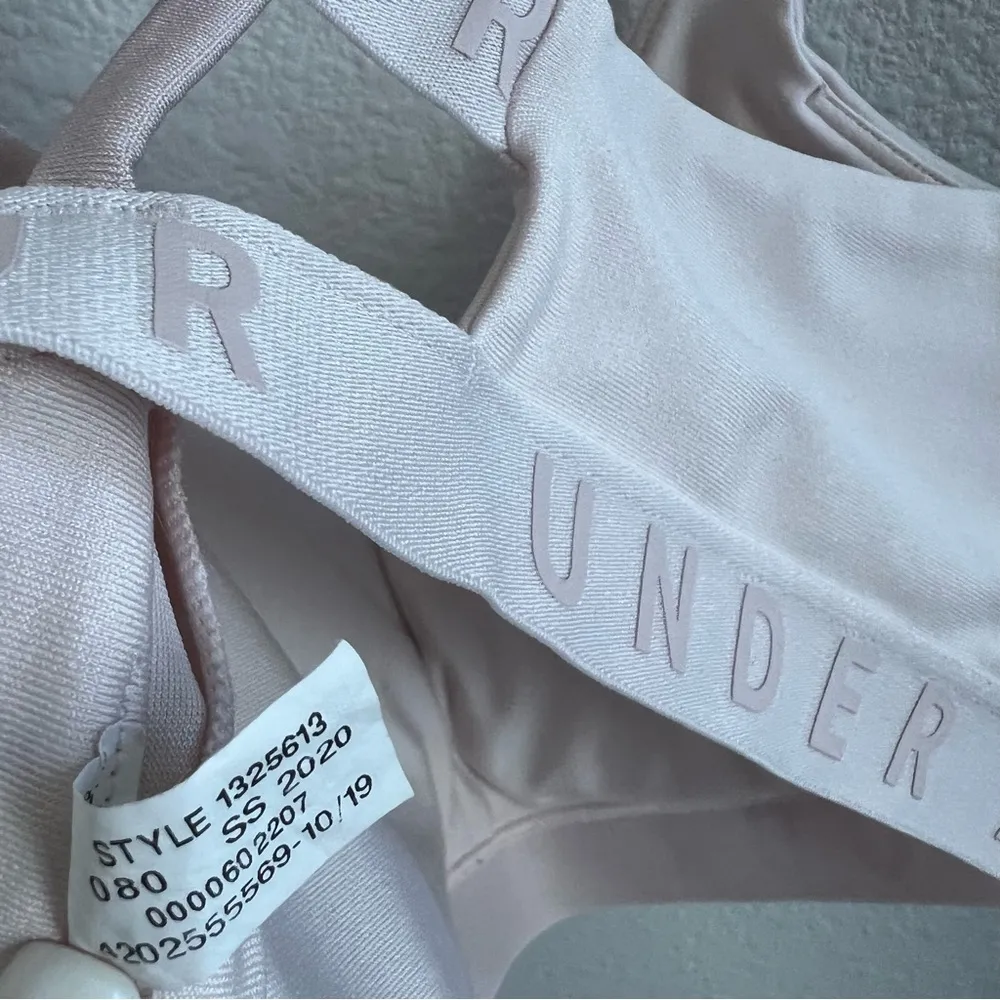 R
R
UNDER
STYLE 1325613
SS 2020
080
0000602207
4202555569-10/19